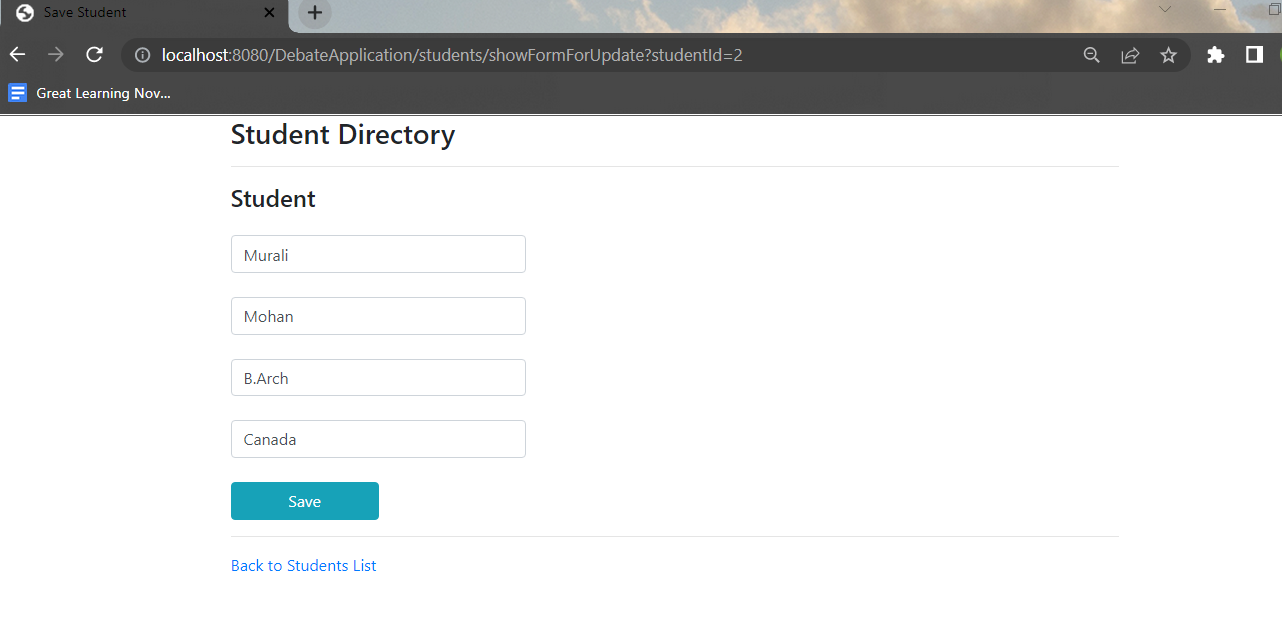 Save Student
localhost:8080/DebateApplication/students/showFormForUpdate?studentId=2
Great Learning Nov...
Student Directory
Student
Murali
Mohan
B.Arch
Canada
Save
Back to Students List